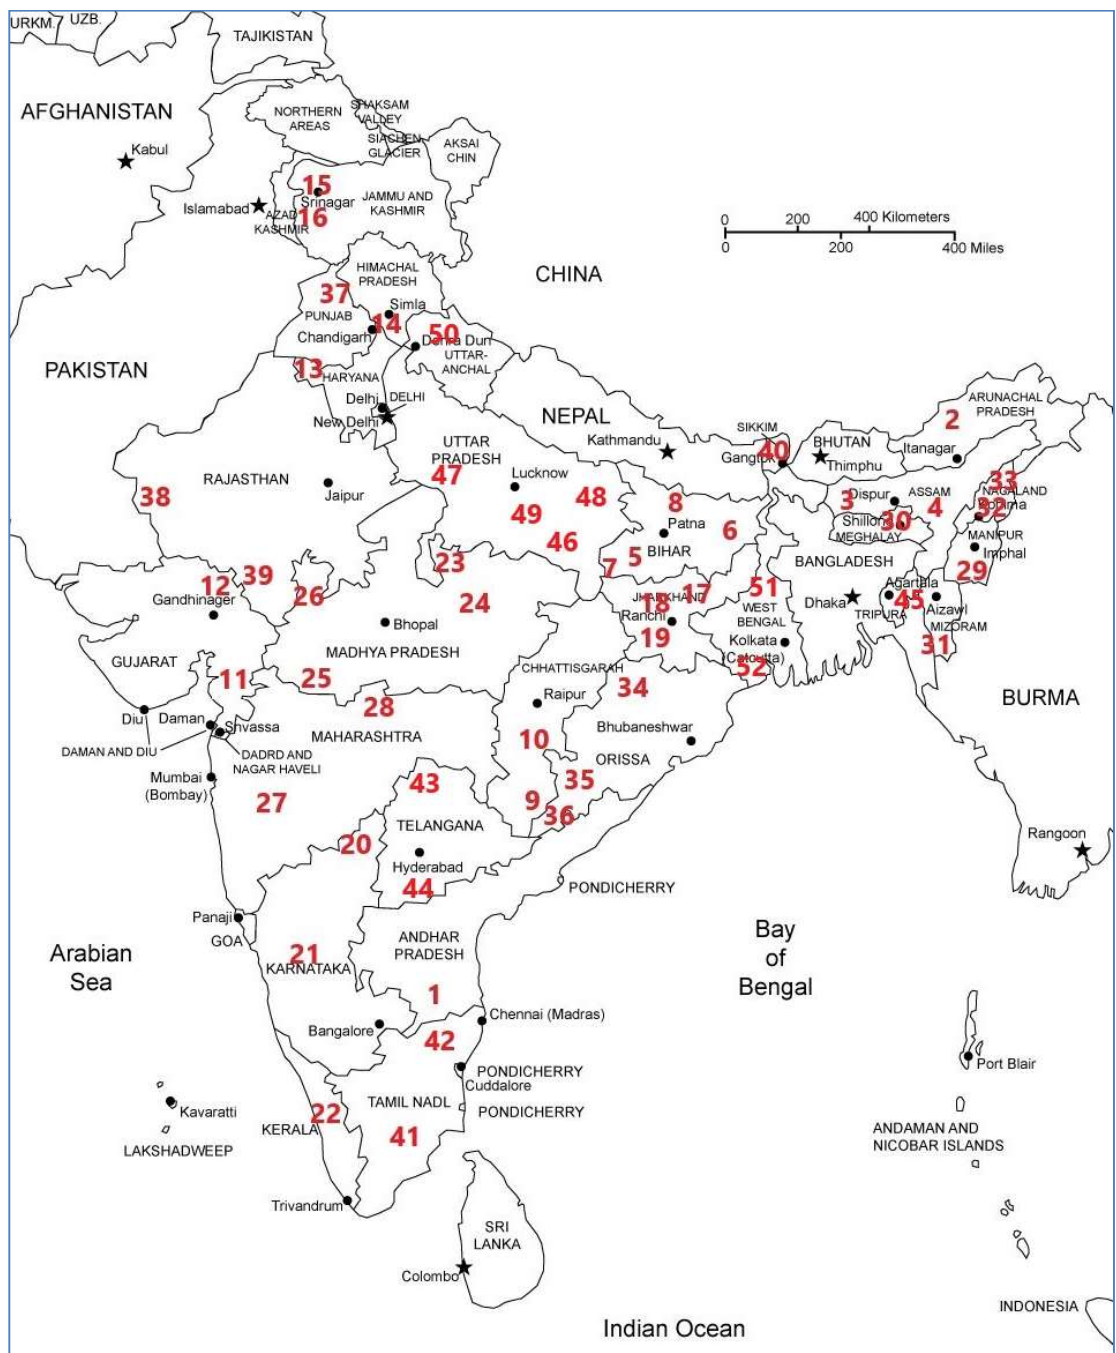 URKM.
UZB.
TAJIKISTAN
AFGHANISTAN
Kabul
NORTHERN
AREAS
SHAKSAM
VALLEY
SIACHEN
GLACIER
AKSAI
CHIN
15
Srinagar
Islamabad
16
AZAD
KASHMIR
JAMMU AND
KASHMIR
0 200 400 Kilometers
0 200 400 Miles
CHINA
HIMACHAL
PRADESH
37
PUNJAB
Simla
14
Chandigarh
50
Dehra Dun
UTTAR-
ANCHAL
PAKISTAN
13
HARYANA
Delhi
DELHI
New Delhi
NEPAL
Kathmandu
SIKKIM
40
Gangtok
BHUTAN
Thimphu
ARUNACHAL
PRADESH
2
Itanagar
UTTAR
PRADESH
47
Lucknow
48
49
46
RAJASTHAN
Jaipur
38
8
Patna
6
5
BIHAR
7
3
Dispur
ASSAM
4
33
NAGALAND
Kohima
32
Shillong
30
MEGHALAY
MANIPUR
Imphal
29
BANGLADESH
Dhaka
Agartala
45
TRIPURA
Aizawl
MIZORAM
31
12
39
26
Gandhinager
23
24
Bhopal
MADHYA PRADESH
25
GUJARAT
11
JHARKHAND
17
18
Ranchi
19
51
WEST
BENGAL
Kolkata
(Calcutta)
52
BURMA
CHHATTISGARAH
34
Raipur
10
Bhubaneshwar
ORISSA
35
9
36
28
MAHARASHTRA
Diu
Daman
Shvassa
DAMAN AND DIU
DADRD AND
NAGAR HAVELI
Mumbai
(Bombay)
27
43
TELANGANA
20
Hyderabad
44
Rangoon
PONDICHERRY
Panaji
GOA
Arabian
Sea
21
KARNATAKA
ANDHAR
PRADESH
1
Bay
of
Bengal
Bangalore
Chennai (Madras)
42
PONDICHERRY
Cuddalore
PONDICHERRY
TAMIL NADL
41
22
KERALA
Kavaratti
LAKSHADWEEP
Trivandrum
Port Blair
ANDAMAN AND
NICOBAR ISLANDS
SRI
LANKA
Colombo
INDONESIA
Indian Ocean